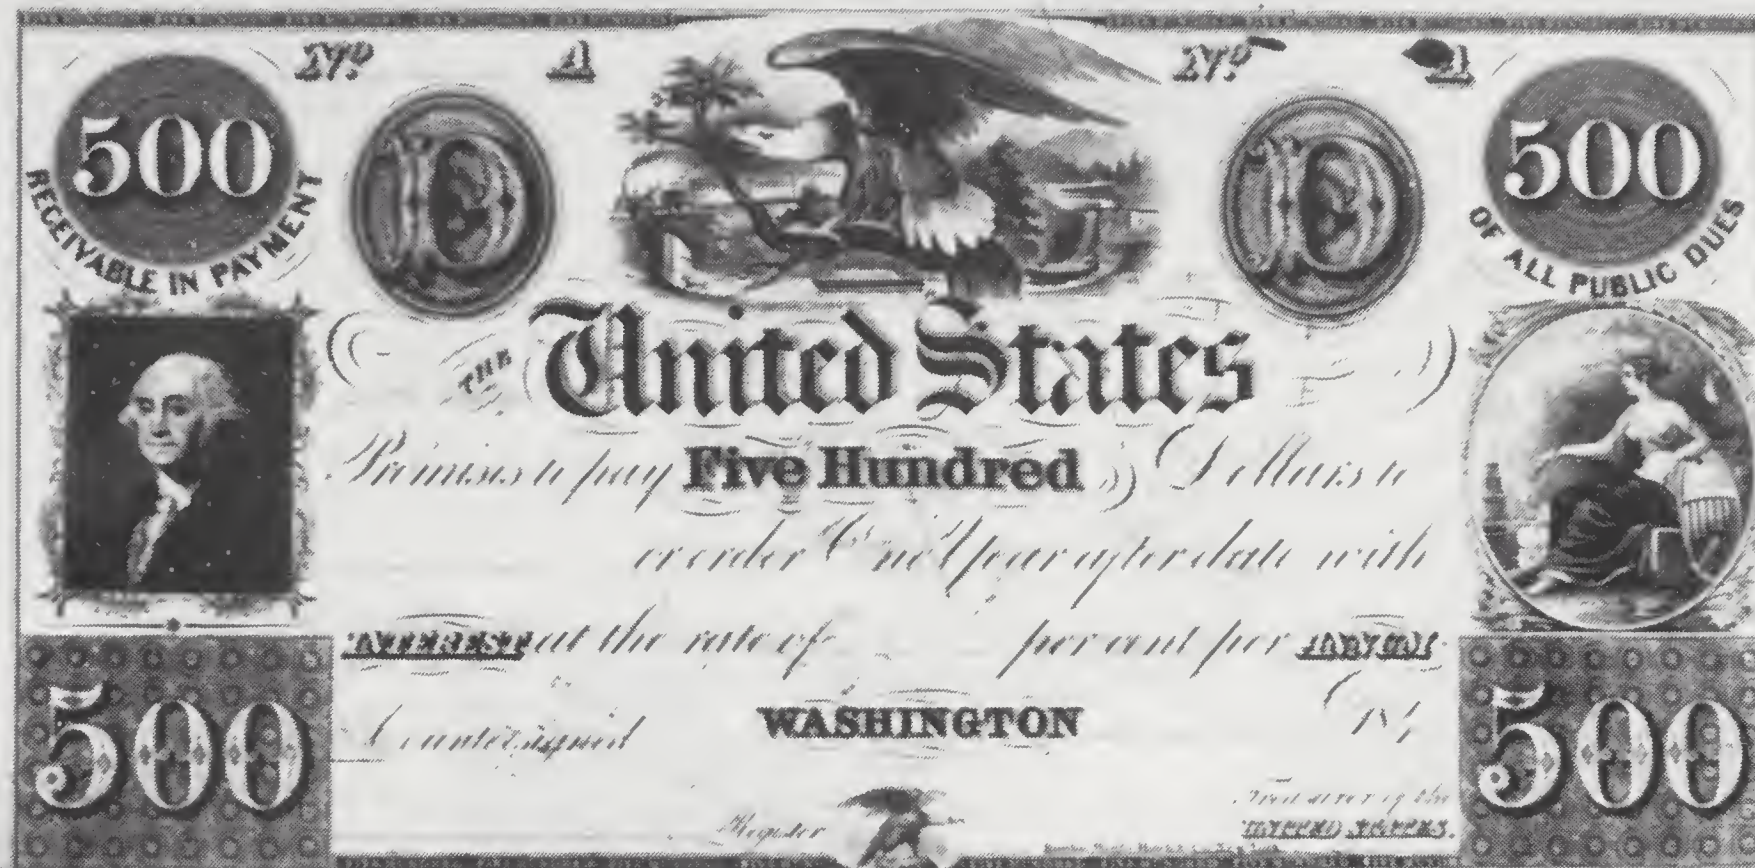 No A No A
500 500
RECEIVABLE IN PAYMENT OF ALL PUBLIC DUES
D D
THE United States
Promises to pay Five Hundred Dollars to
or order One Year after date with
INTEREST at the rate of per cent per ANNUM.
Countersigned WASHINGTON 184
500 500
Register Treasurer of the
UNITED STATES.